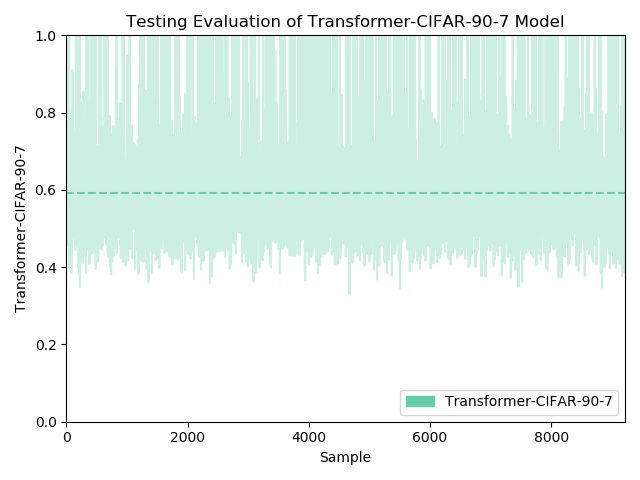 Testing Evaluation of Transformer-CIFAR-90-7 Model
Transformer-CIFAR-90-7
1.0
0.8
0.6
0.4
0.2
0.0
0
2000
4000
6000
8000
Sample
Transformer-CIFAR-90-7